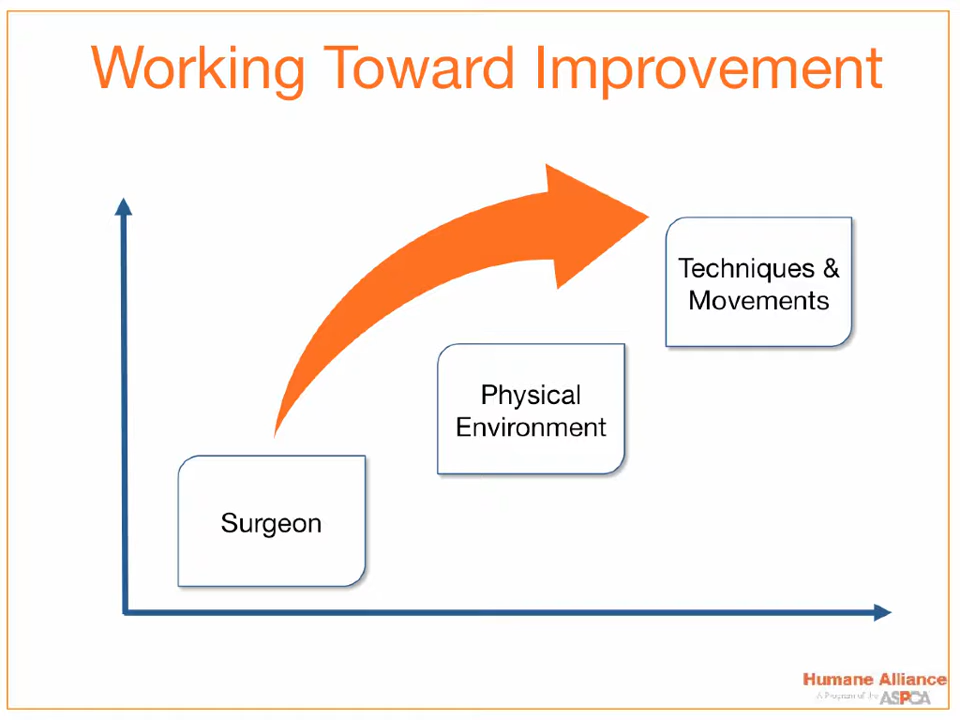 Working Toward Improvement
Techniques &
Movements
Physical
Environment
Surgeon
Humane Alliance
A Program of the ASPCA